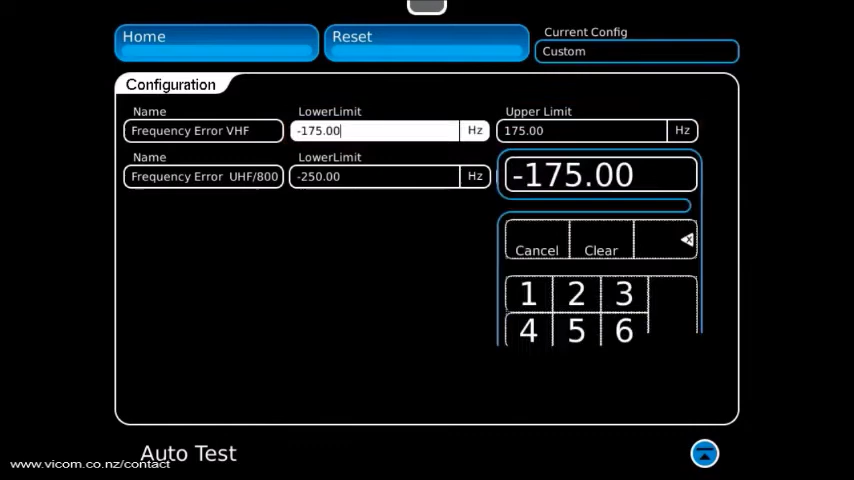 Home Reset Current Config
Custom
Configuration
Name LowerLimit Upper Limit
Frequency Error VHF -175.00 Hz 175.00 Hz
Name LowerLimit
Frequency Error UHF/800 -250.00 Hz
-175.00
Cancel Clear
1 2 3
4 5 6
Auto Test
www.vicom.co.nz/contact